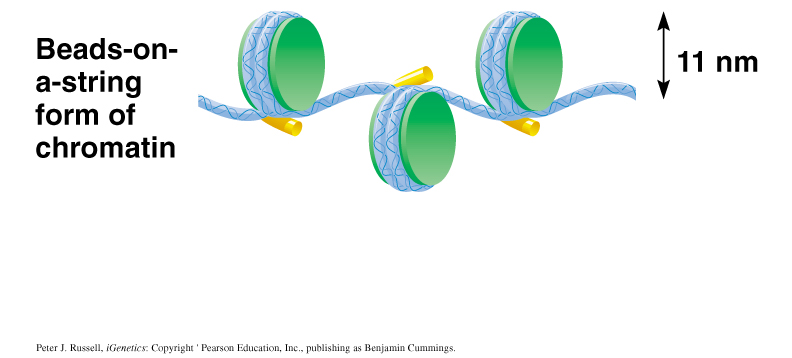 Beads-on-
a-string
form of
chromatin
11 nm
Peter J. Russell, iGenetics: Copyright ' Pearson Education, Inc., publishing as Benjamin Cummings.